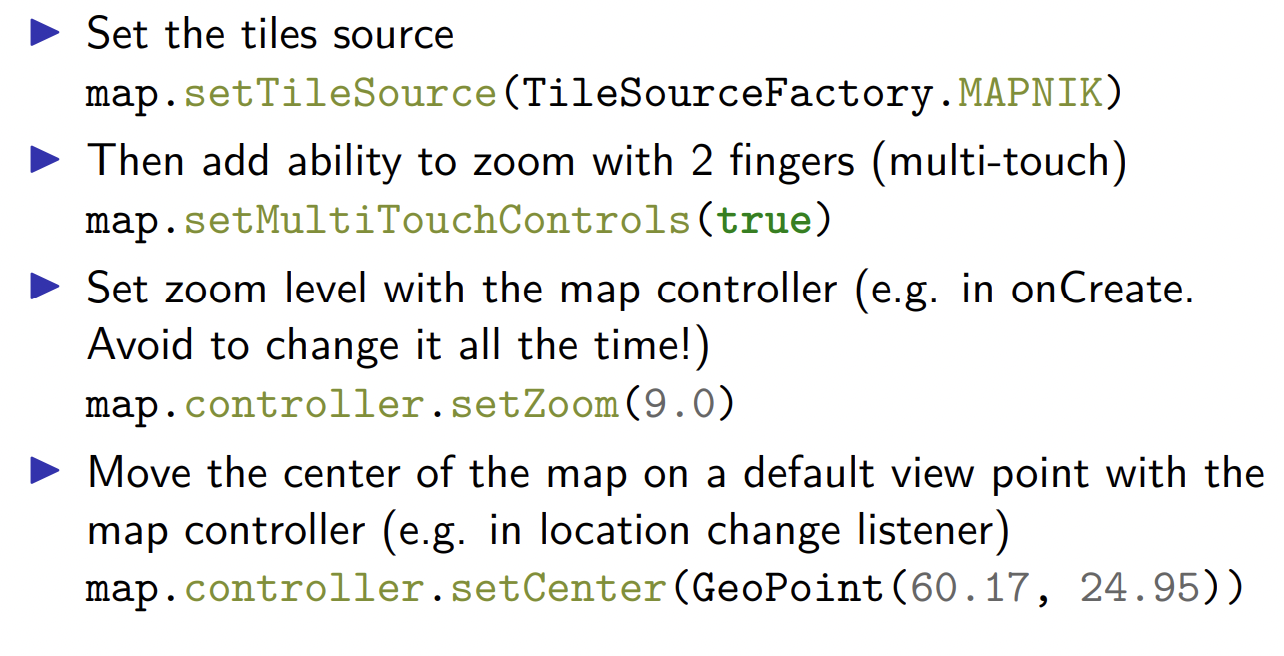 Set the tiles source
map.setTileSource(TileSourceFactory.MAPNIK)
Then add ability to zoom with 2 fingers (multi-touch)
map.setMultiTouchControls(true)
Set zoom level with the map controller (e.g. in onCreate.
Avoid to change it all the time!)
map.controller.setZoom(9.0)
Move the center of the map on a default view point with the
map controller (e.g. in location change listener)
map.controller.setCenter(GeoPoint(60.17, 24.95))